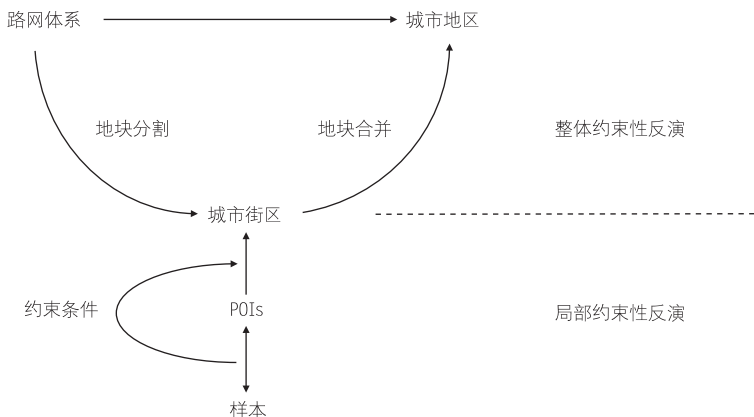 路网体系
城市地区
地块分割
地块合并
整体约束性反演
城市街区
约束条件
POIs
局部约束性反演
样本